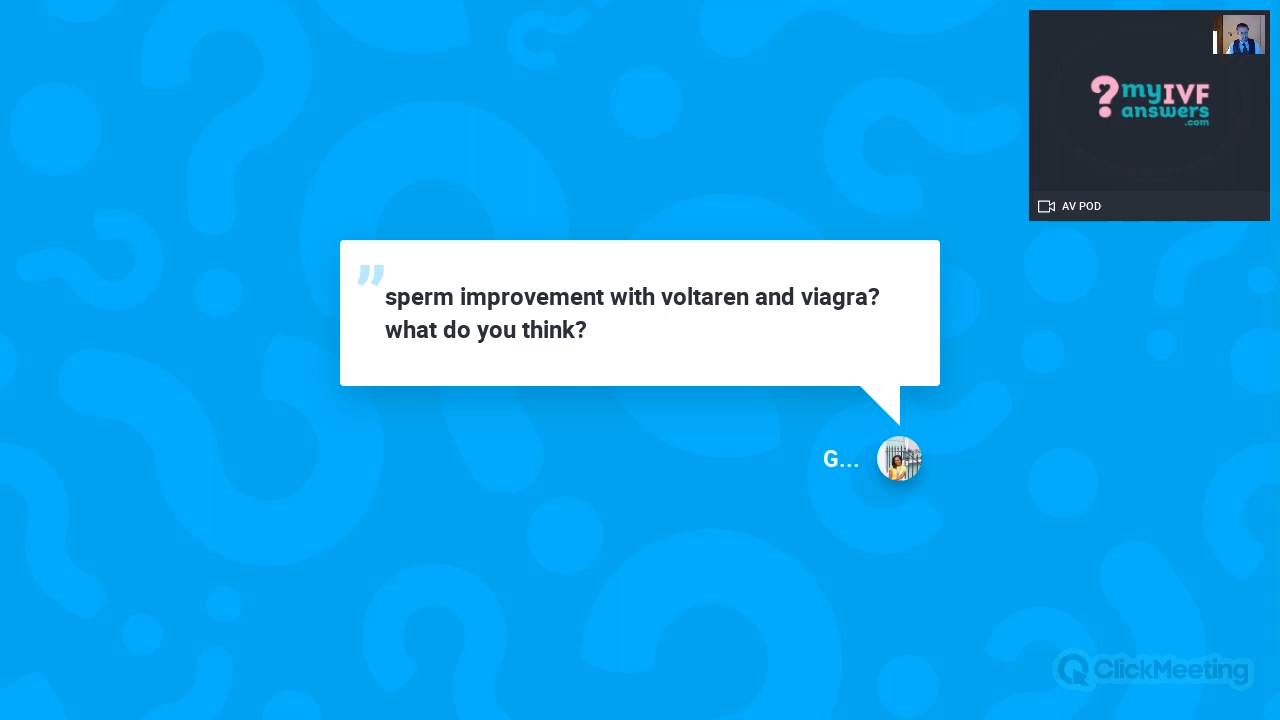 ?myIVF
answers
.com
AV POD
”sperm improvement with voltaren and viagra?
what do you think?
G...
ClickMeeting